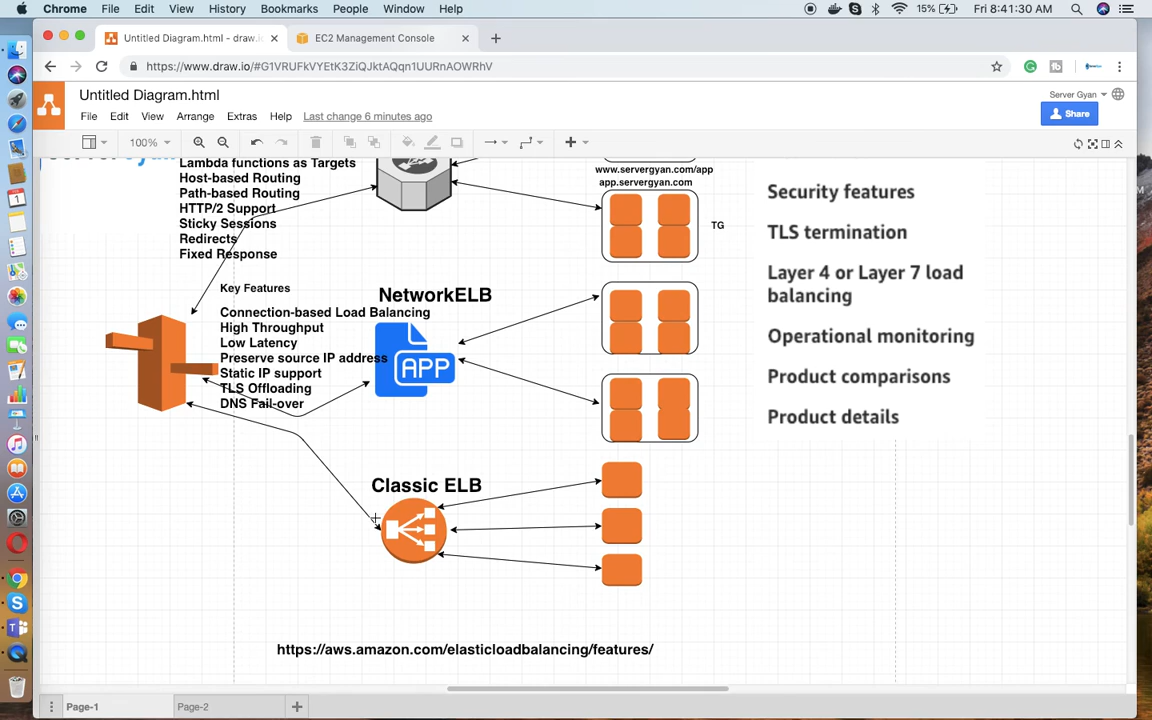 Chrome File Edit View History Bookmarks People Window Help 15% Fri 8:41:30 AM
Untitled Diagram.html - draw.i EC2 Management Console
https://www.draw.io/#G1VRUFkVYEtK3ZiQJktAQqn1UURnAOWRhV
Untitled Diagram.html
Server Gyan
File Edit View Arrange Extras Help Last change 6 minutes ago
Share
100%
Lambda functions as Targets
Host-based Routing
Path-based Routing
HTTP/2 Support
Sticky Sessions
Redirects
Fixed Response
www.servergyan.com/app
app.servergyan.com
TG
Key Features
Connection-based Load Balancing
High Throughput
Low Latency
Preserve source IP address
Static IP support
TLS Offloading
DNS Fail-over
NetworkELB
APP
Classic ELB
Security features
TLS termination
Layer 4 or Layer 7 load
balancing
Operational monitoring
Product comparisons
Product details
https://aws.amazon.com/elasticloadbalancing/features/
Page-1 Page-2